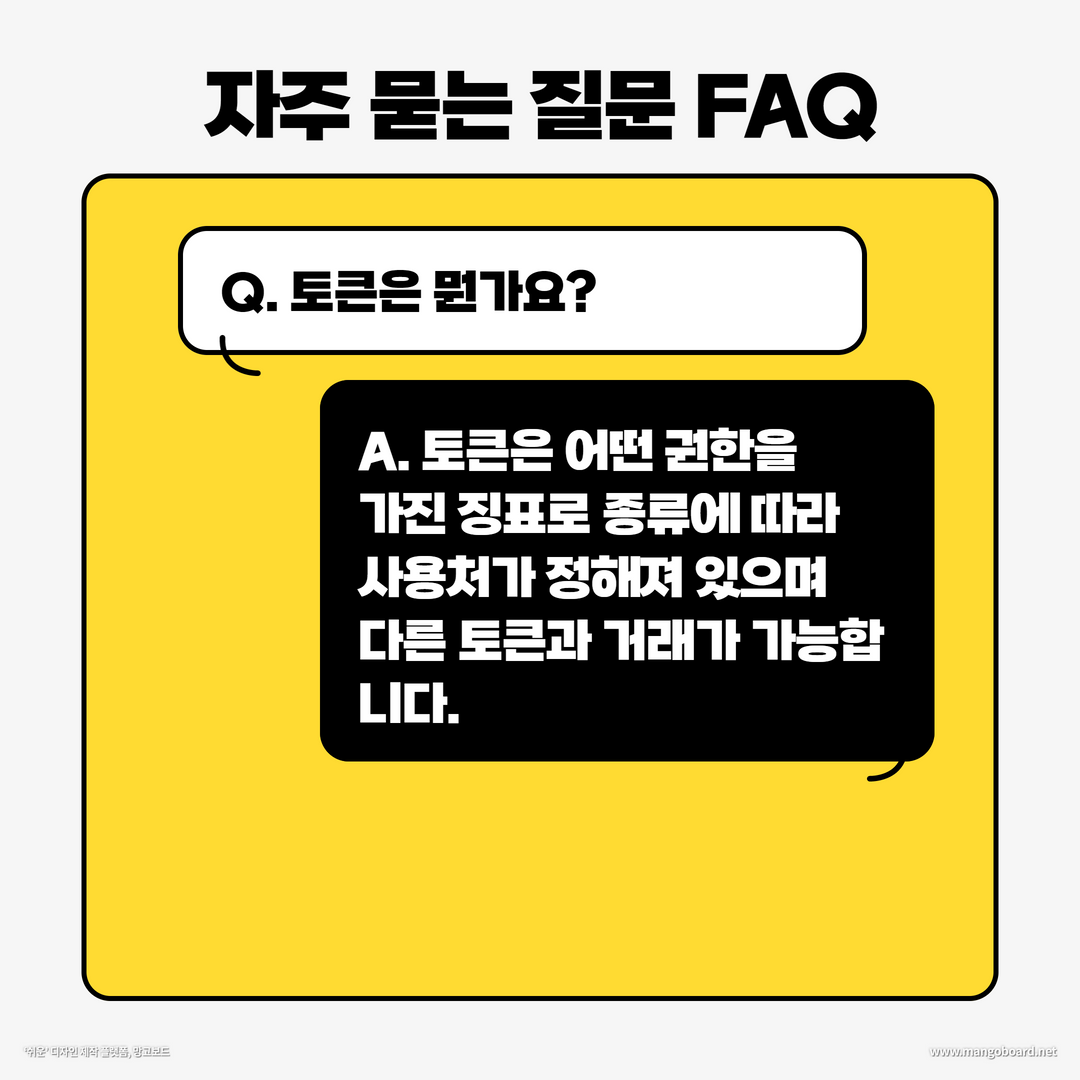 자주 묻는 질문 FAQ
Q. 토큰은 뭔가요?
A. 토큰은 어떤 권한을
가진 징표로 종류에 따라
사용처가 정해져 있으며
다른 토큰과 거래가 가능합
니다.
'쉬운' 디자인 제작 플랫폼, 망고보드
www.mangoboard.net